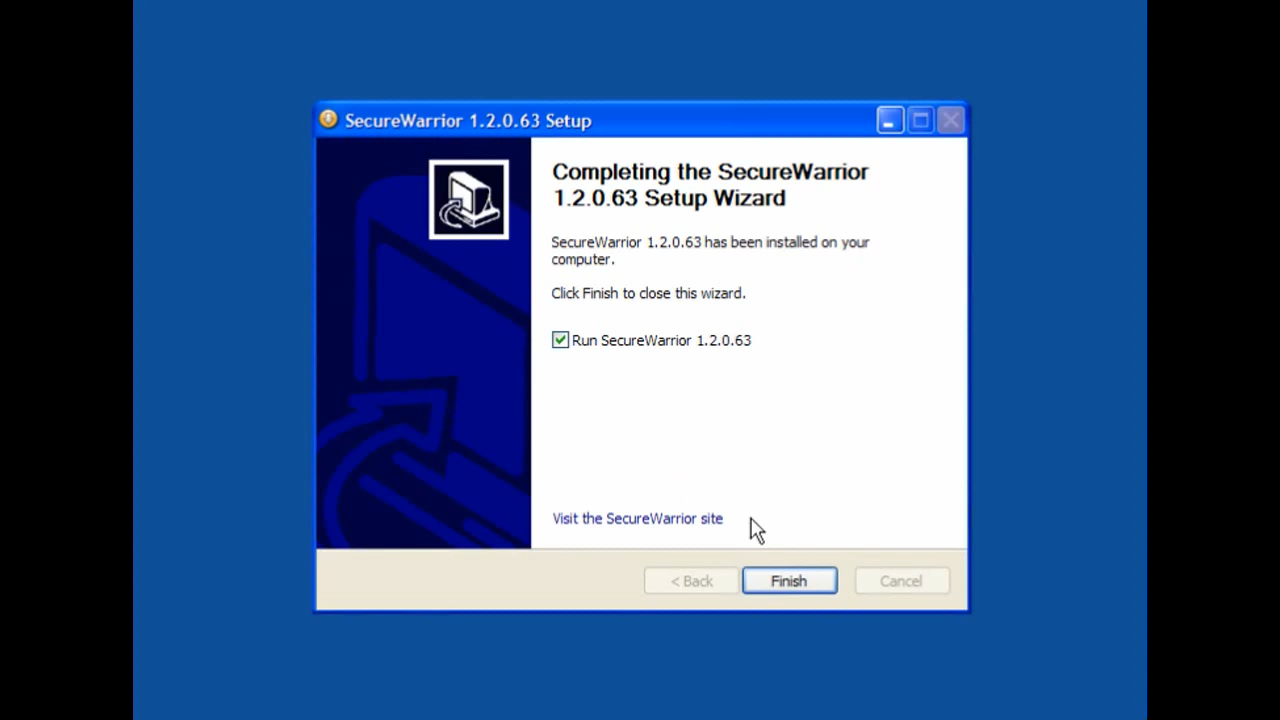 SecureWarrior 1.2.0.63 Setup
Completing the SecureWarrior
1.2.0.63 Setup Wizard
SecureWarrior 1.2.0.63 has been installed on your
computer.
Click Finish to close this wizard.
Run SecureWarrior 1.2.0.63
Visit the SecureWarrior site
< Back Finish Cancel